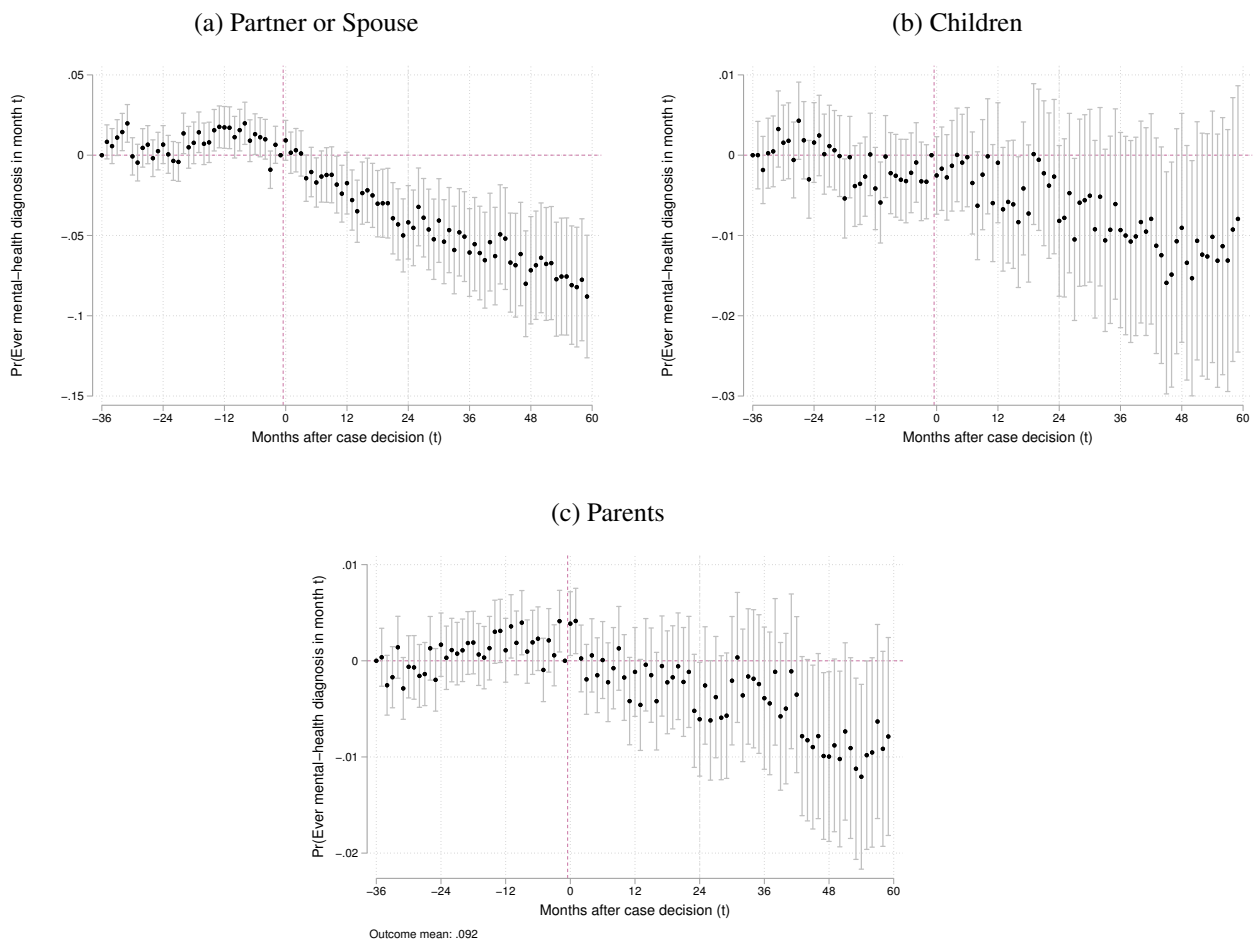 (a) Partner or Spouse
Pr(Ever mental−health diagnosis in month t)
.05
0
−.05
−.1
−.15
−36 −24 −12 0 12 24 36 48 60
Months after case decision (t)
(b) Children
Pr(Ever mental−health diagnosis in month t)
.01
0
−.01
−.02
−.03
−36 −24 −12 0 12 24 36 48 60
Months after case decision (t)
(c) Parents
Pr(Ever mental−health diagnosis in month t)
.01
0
−.01
−.02
−36 −24 −12 0 12 24 36 48 60
Months after case decision (t)
Outcome mean: .092